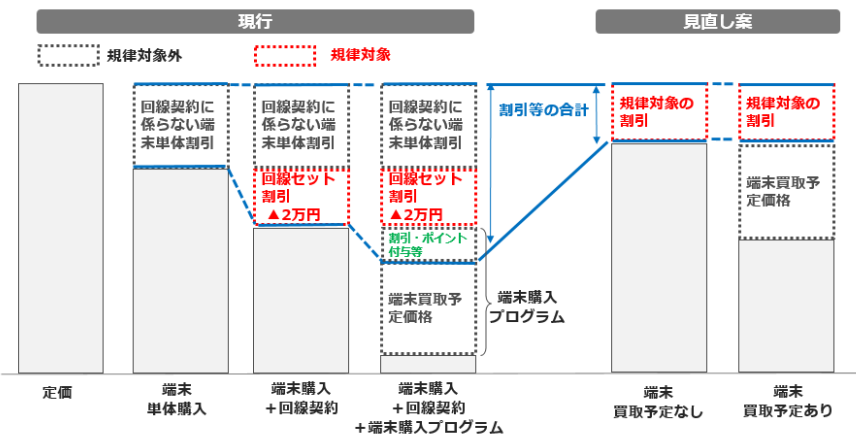 現行
見直し案
規律対象外
規律対象
回線契約に
係らない端
末単体割引
回線契約に
係らない端
末単体割引
回線契約に
係らない端
末単体割引
割引等の合計
規律対象の
割引
規律対象の
割引
回線セット
割引
▲2万円
回線セット
割引
▲2万円
端末買取予
定価格
割引・ポイント
付与等
端末買取予
定価格
端末購入
プログラム
定価
端末
単体購入
端末購入
+回線契約
端末購入
+回線契約
+端末購入プログラム
端末
買取予定なし
端末
買取予定あり